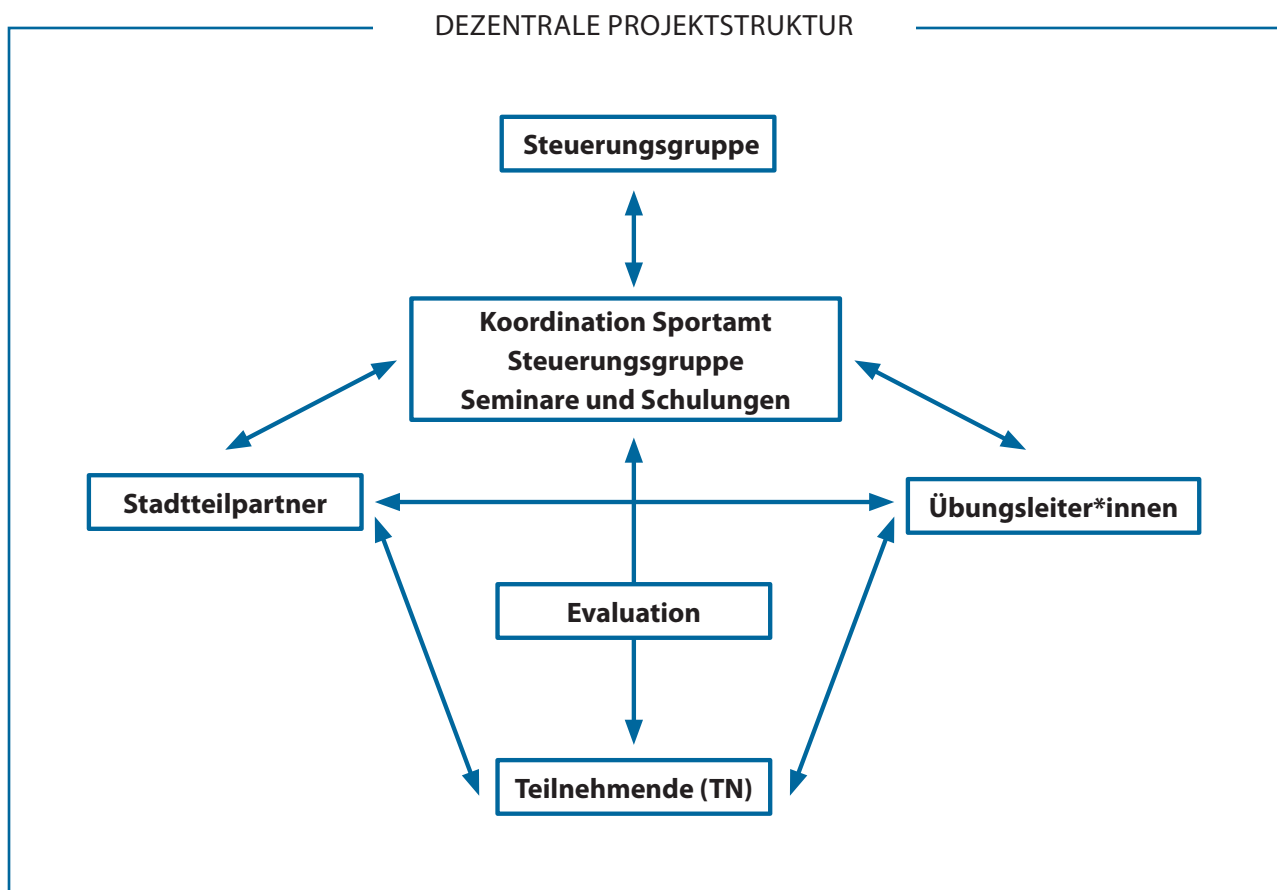 DEZENTRALE PROJEKTSTRUKTUR
Steuerungsgruppe
Koordination Sportamt
Steuerungsgruppe
Seminare und Schulungen
Stadtteilpartner
Übungsleiter*innen
Evaluation
Teilnehmende (TN)